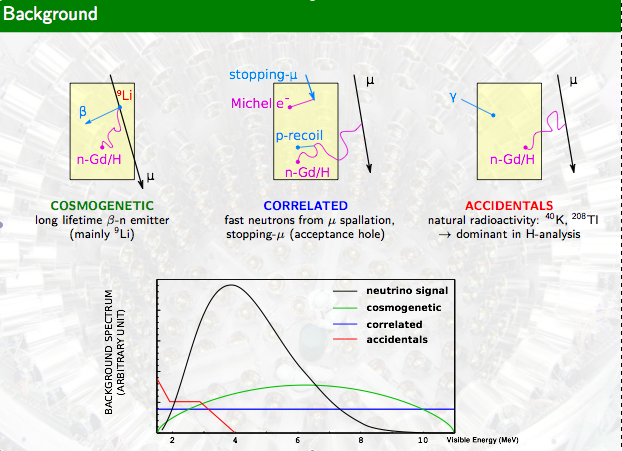 Background
⁹Li
β
n-Gd/H
μ
stopping-μ
μ
Michel e⁻
p-recoil
n-Gd/H
μ
γ
n-Gd/H
COSMOGENETIC
long lifetime β-n emitter
(mainly ⁹Li)
CORRELATED
fast neutrons from μ spallation,
stopping-μ (acceptance hole)
ACCIDENTALS
natural radioactivity: ⁴⁰K, ²⁰⁸Tl
→ dominant in H-analysis
BACKGROUND SPECTRUM
(ARBITRARY UNIT)
neutrino signal
cosmogenetic
correlated
accidentals
2 4 6 8 10 Visible Energy (MeV)